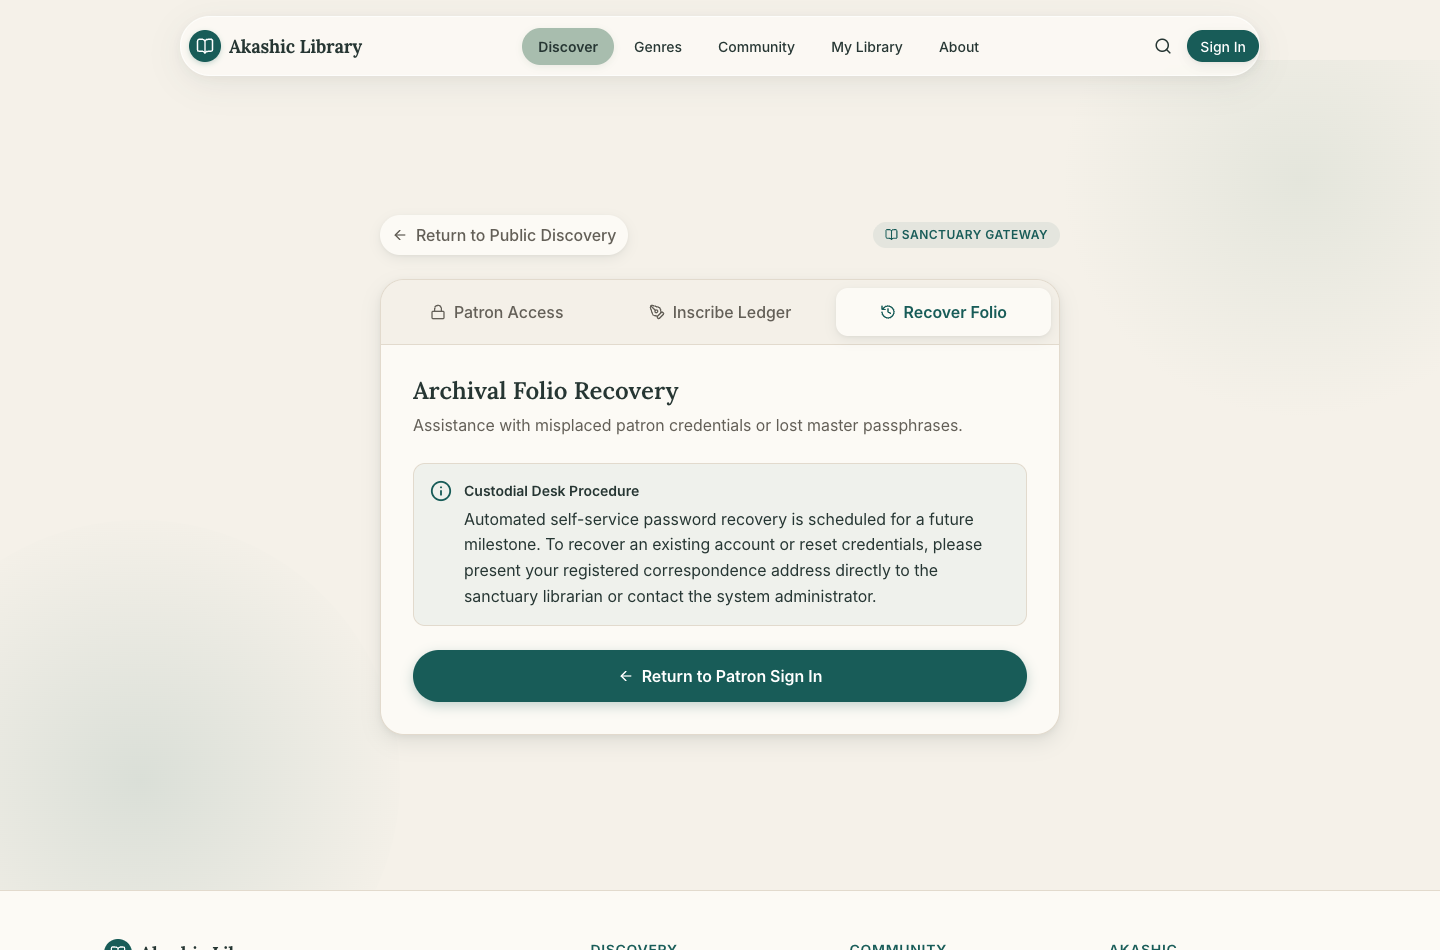 Akashic Library
Discover
Genres
Community
My Library
About
Sign In
Return to Public Discovery
SANCTUARY GATEWAY
Patron Access
Inscribe Ledger
Recover Folio
Archival Folio Recovery
Assistance with misplaced patron credentials or lost master passphrases.
Custodial Desk Procedure
Automated self-service password recovery is scheduled for a future
milestone. To recover an existing account or reset credentials, please
present your registered correspondence address directly to the
sanctuary librarian or contact the system administrator.
Return to Patron Sign In
DISCOVERY
COMMUNITY
AKASHIC